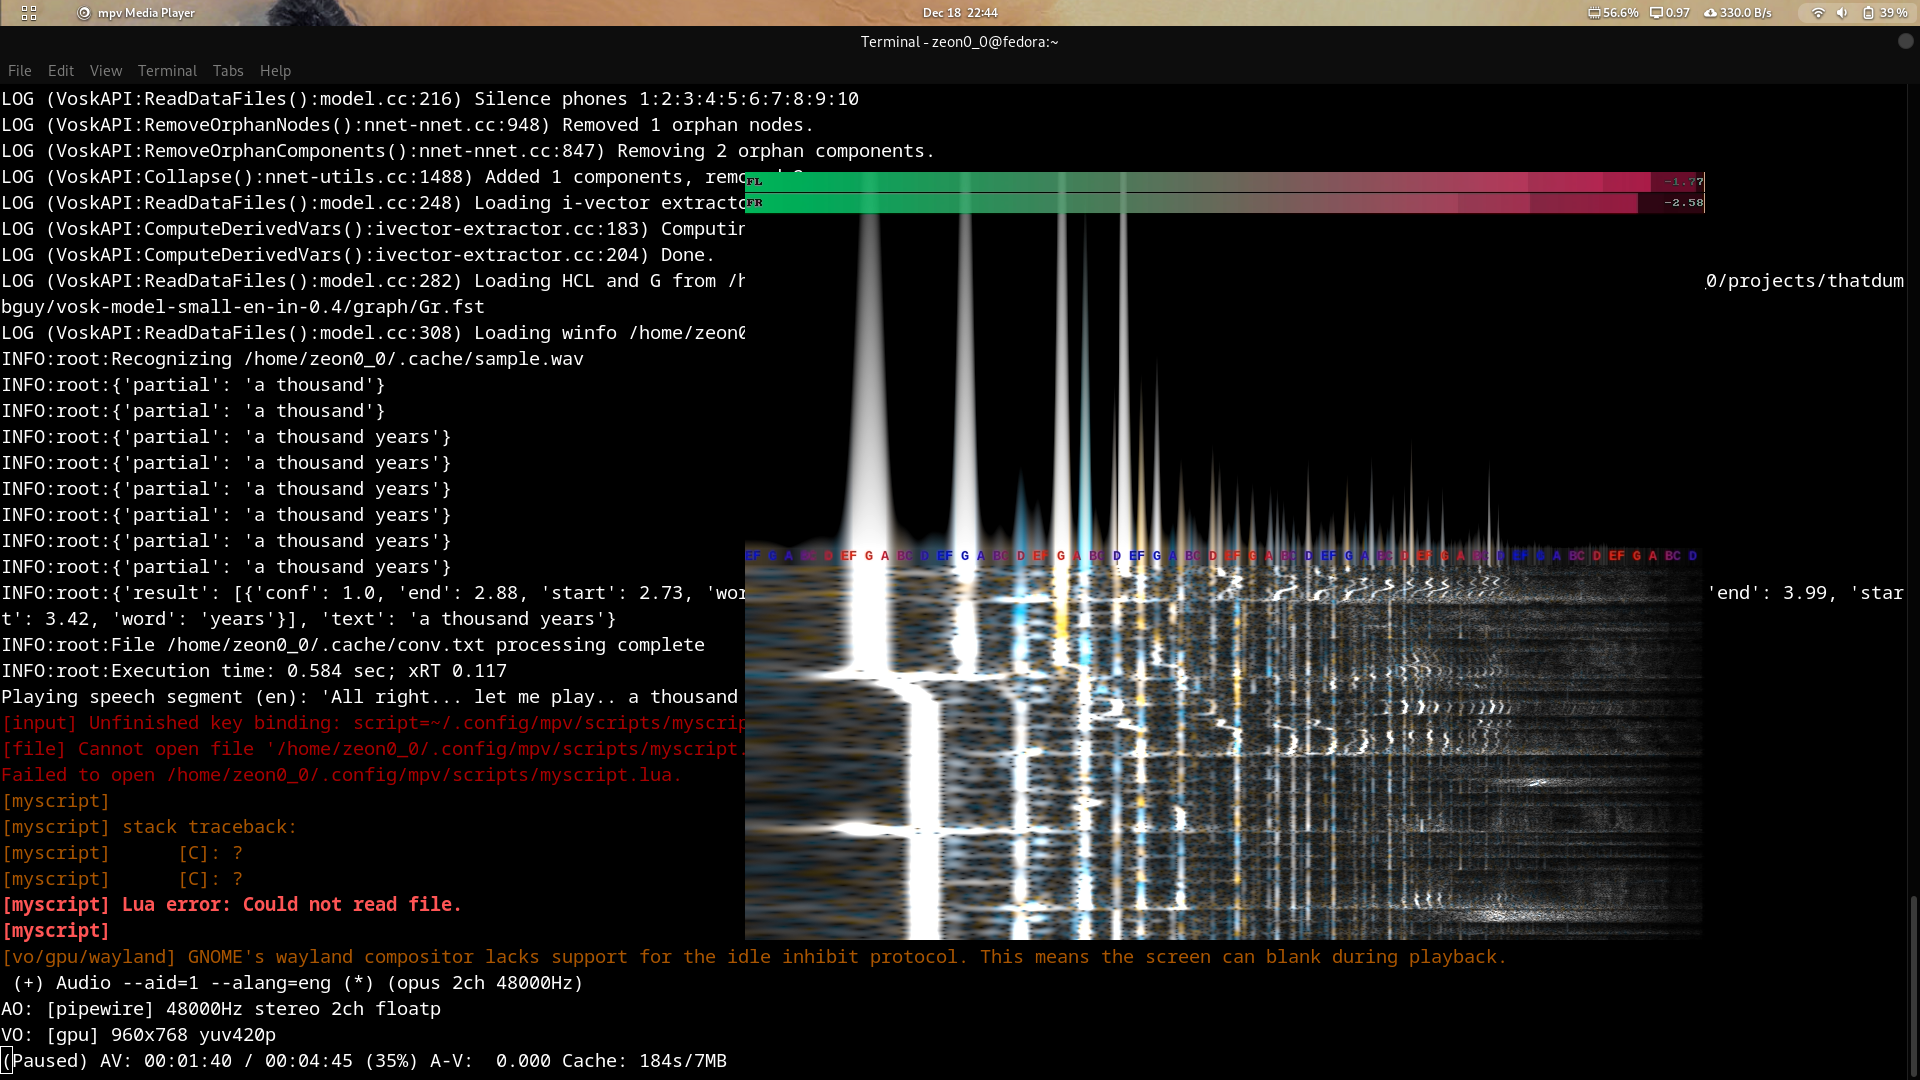 mpv Media Player
Dec 18 22:44
56.6% 0.97 330.0 B/s 39 %
Terminal - zeon0_0@fedora:~
File Edit View Terminal Tabs Help
LOG (VoskAPI:ReadDataFiles():model.cc:216) Silence phones 1:2:3:4:5:6:7:8:9:10
LOG (VoskAPI:RemoveOrphanNodes():nnet-nnet.cc:948) Removed 1 orphan nodes.
LOG (VoskAPI:RemoveOrphanComponents():nnet-nnet.cc:847) Removing 2 orphan components.
LOG (VoskAPI:Collapse():nnet-utils.cc:1488) Added 1 components, remo
LOG (VoskAPI:ReadDataFiles():model.cc:248) Loading i-vector extracto
LOG (VoskAPI:ComputeDerivedVars():ivector-extractor.cc:183) Computin
LOG (VoskAPI:ComputeDerivedVars():ivector-extractor.cc:204) Done.
LOG (VoskAPI:ReadDataFiles():model.cc:282) Loading HCL and G from /h _0/projects/thatdum
bguy/vosk-model-small-en-in-0.4/graph/Gr.fst
LOG (VoskAPI:ReadDataFiles():model.cc:308) Loading winfo /home/zeon0
INFO:root:Recognizing /home/zeon0_0/.cache/sample.wav
INFO:root:{'partial': 'a thousand'}
INFO:root:{'partial': 'a thousand'}
INFO:root:{'partial': 'a thousand years'}
INFO:root:{'partial': 'a thousand years'}
INFO:root:{'partial': 'a thousand years'}
INFO:root:{'partial': 'a thousand years'}
INFO:root:{'partial': 'a thousand years'}
INFO:root:{'partial': 'a thousand years'}
INFO:root:{'result': [{'conf': 1.0, 'end': 2.88, 'start': 2.73, 'wor 'end': 3.99, 'star
t': 3.42, 'word': 'years'}], 'text': 'a thousand years'}
INFO:root:File /home/zeon0_0/.cache/conv.txt processing complete
INFO:root:Execution time: 0.584 sec; xRT 0.117
Playing speech segment (en): 'All right... let me play.. a thousand
[input] Unfinished key binding: script=~/.config/mpv/scripts/myscrip
[file] Cannot open file '/home/zeon0_0/.config/mpv/scripts/myscript.
Failed to open /home/zeon0_0/.config/mpv/scripts/myscript.lua.
[myscript]
[myscript] stack traceback:
[myscript] [C]: ?
[myscript] [C]: ?
[myscript] Lua error: Could not read file.
[myscript]
[vo/gpu/wayland] GNOME's wayland compositor lacks support for the idle inhibit protocol. This means the screen can blank during playback.
(+) Audio --aid=1 --alang=eng (*) (opus 2ch 48000Hz)
AO: [pipewire] 48000Hz stereo 2ch floatp
VO: [gpu] 960x768 yuv420p
(Paused) AV: 00:01:40 / 00:04:45 (35%) A-V: 0.000 Cache: 184s/7MB
FL -1.77
FR -2.58
EF G A BC D EF G A BC D EF G A BC D EF G A BC D EF G A BC D EF G A BC D EF G A BC D EF G A BC D EF G A BC D EF G A BC D